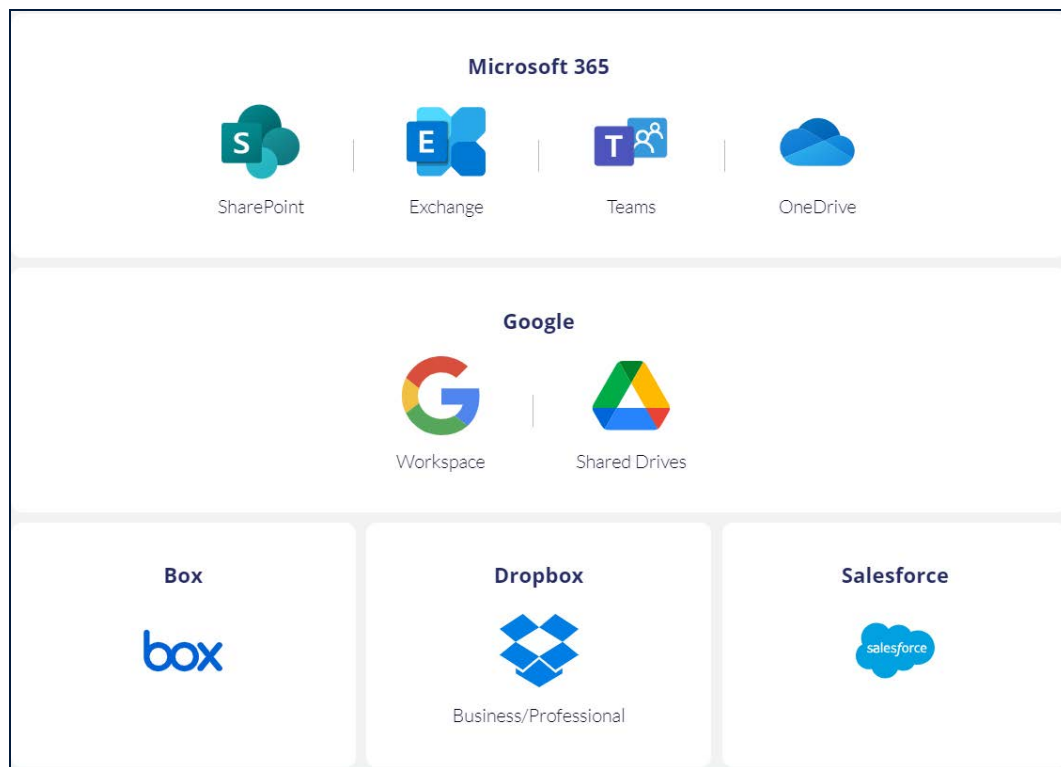 Microsoft 365
S E T
SharePoint Exchange Teams OneDrive
Google
Workspace Shared Drives
Box Dropbox Salesforce
box salesforce
Business/Professional